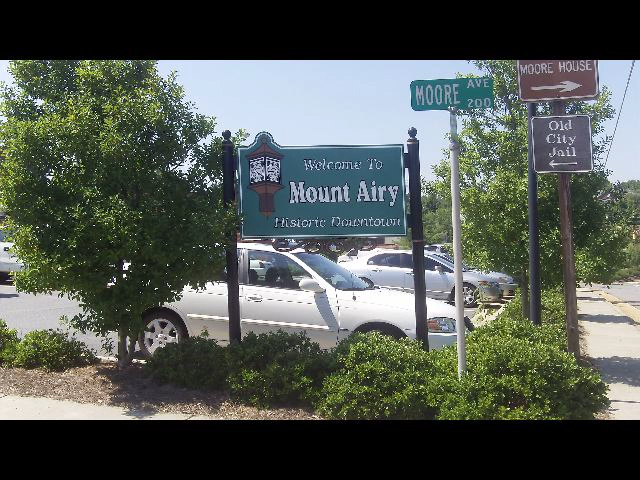 Welcome To
Mount Airy
Historic Downtown
MOORE AVE
200
MOORE HOUSE
Old
City
Jail